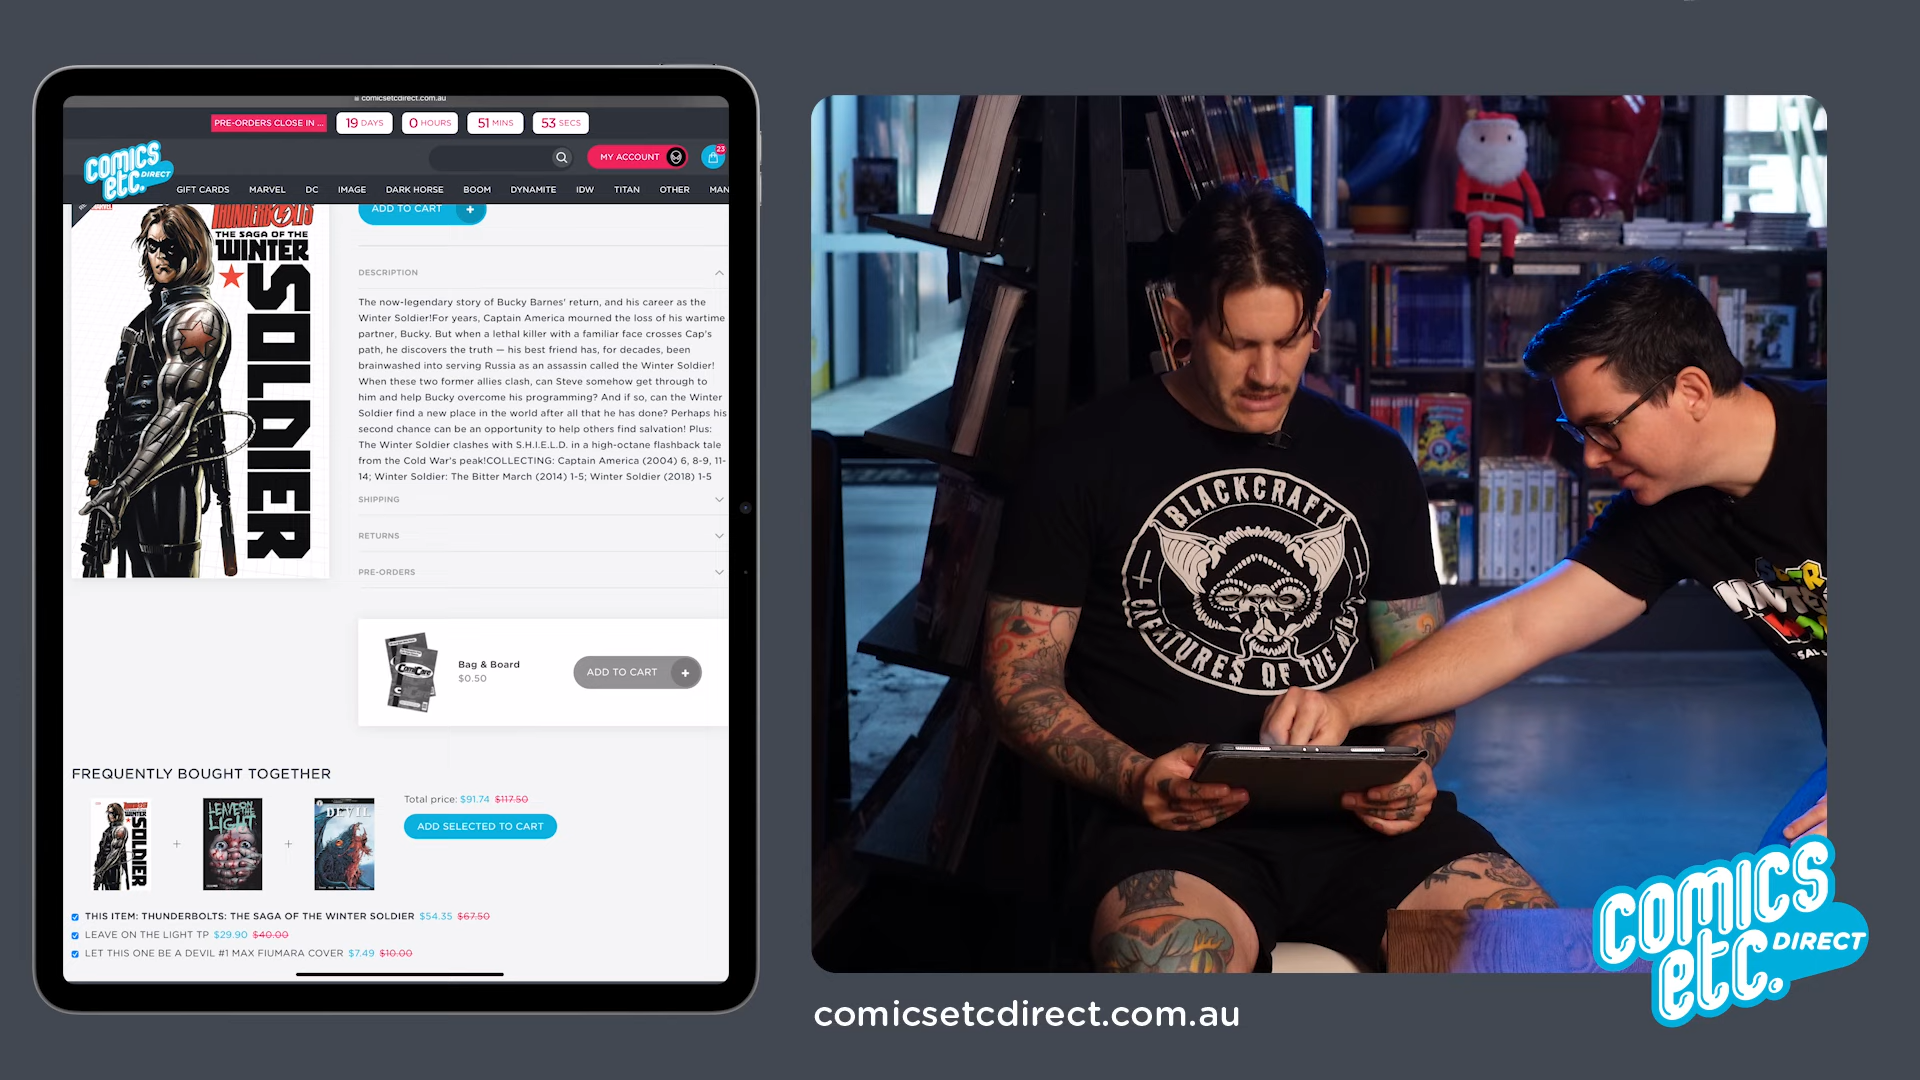 comicsetcdirect.com.au
PRE-ORDERS CLOSE IN ...
19 DAYS
0 HOURS
51 MINS
53 SECS
COMICS
etc. DIRECT
MY ACCOUNT
23
GIFT CARDS
MARVEL
DC
IMAGE
DARK HORSE
BOOM
DYNAMITE
IDW
TITAN
OTHER
MAN
MARVEL
THUNDERBOLTS
THE SAGA OF THE
WINTER
SOLDIER
ADD TO CART +
DESCRIPTION
The now-legendary story of Bucky Barnes' return, and his career as the
Winter Soldier!For years, Captain America mourned the loss of his wartime
partner, Bucky. But when a lethal killer with a familiar face crosses Cap's
path, he discovers the truth — his best friend has, for decades, been
brainwashed into serving Russia as an assassin called the Winter Soldier!
When these two former allies clash, can Steve somehow get through to
him and help Bucky overcome his programming? And if so, can the Winter
Soldier find a new place in the world after all that he has done? Perhaps his
second chance can be an opportunity to help others find salvation! Plus:
The Winter Soldier clashes with S.H.I.E.L.D. in a high-octane flashback tale
from the Cold War's peak!COLLECTING: Captain America (2004) 6, 8-9, 11-
14; Winter Soldier: The Bitter March (2014) 1-5; Winter Soldier (2018) 1-5
SHIPPING
RETURNS
PRE-ORDERS
Bag & Board
$0.50
ADD TO CART +
FREQUENTLY BOUGHT TOGETHER
WINTER
SOLDIER
+
LEAVE ON
THE LIGHT
+
DEVIL
Total price: $91.74 $117.50
ADD SELECTED TO CART
THIS ITEM: THUNDERBOLTS: THE SAGA OF THE WINTER SOLDIER $54.35 $67.50
LEAVE ON THE LIGHT TP $29.90 $40.00
LET THIS ONE BE A DEVIL #1 MAX FIUMARA COVER $7.49 $10.00
BLACKCRAFT
CREATURES OF THE
COMICS
etc. DIRECT
comicsetcdirect.com.au